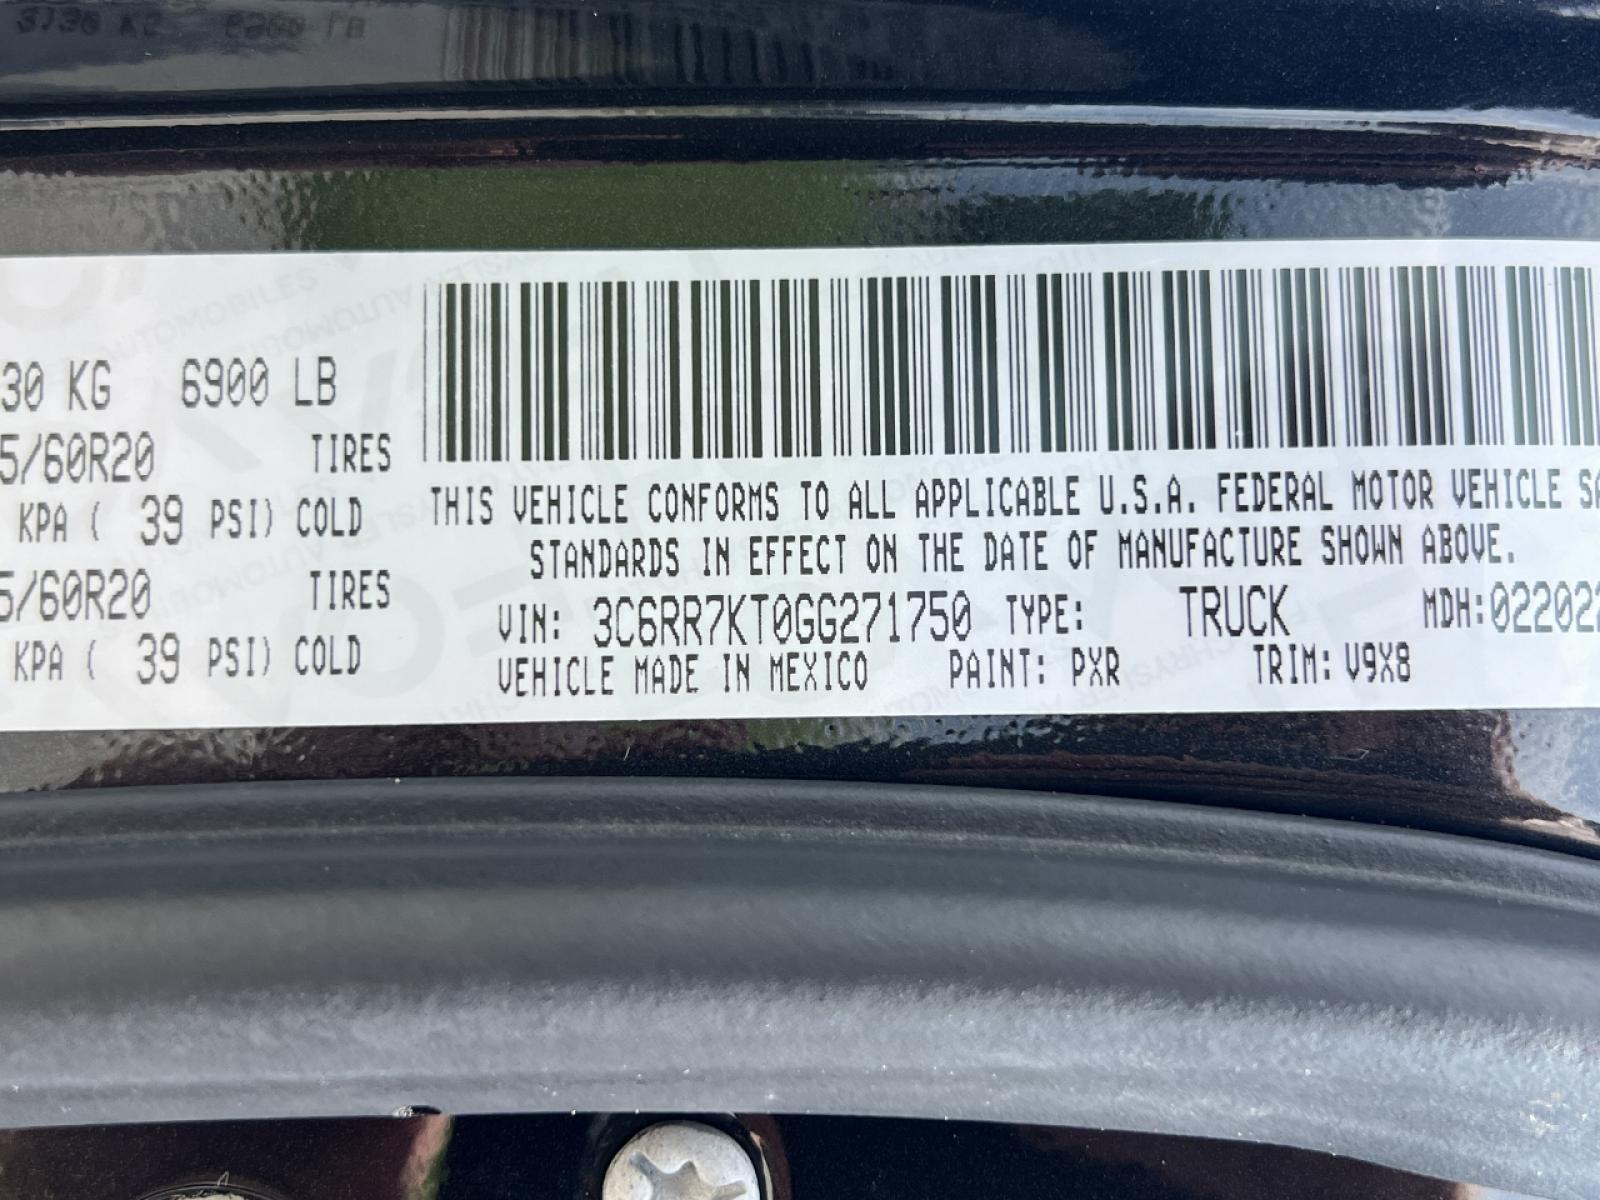 30 KG 6900 LB
5/60R20 TIRES
KPA ( 39 PSI) COLD
5/60R20 TIRES
KPA ( 39 PSI) COLD
THIS VEHICLE CONFORMS TO ALL APPLICABLE U.S.A. FEDERAL MOTOR VEHICLE SA
STANDARDS IN EFFECT ON THE DATE OF MANUFACTURE SHOWN ABOVE.
VIN: 3C6RR7KT0GG271750 TYPE: TRUCK MDH:022022
VEHICLE MADE IN MEXICO PAINT: PXR TRIM: V9X8